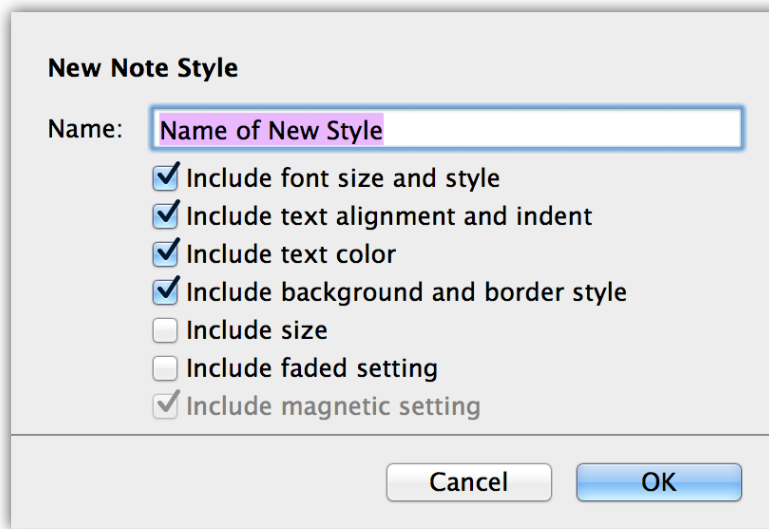 New Note Style
Name: Name of New Style
Include font size and style
Include text alignment and indent
Include text color
Include background and border style
Include size
Include faded setting
Include magnetic setting
Cancel OK